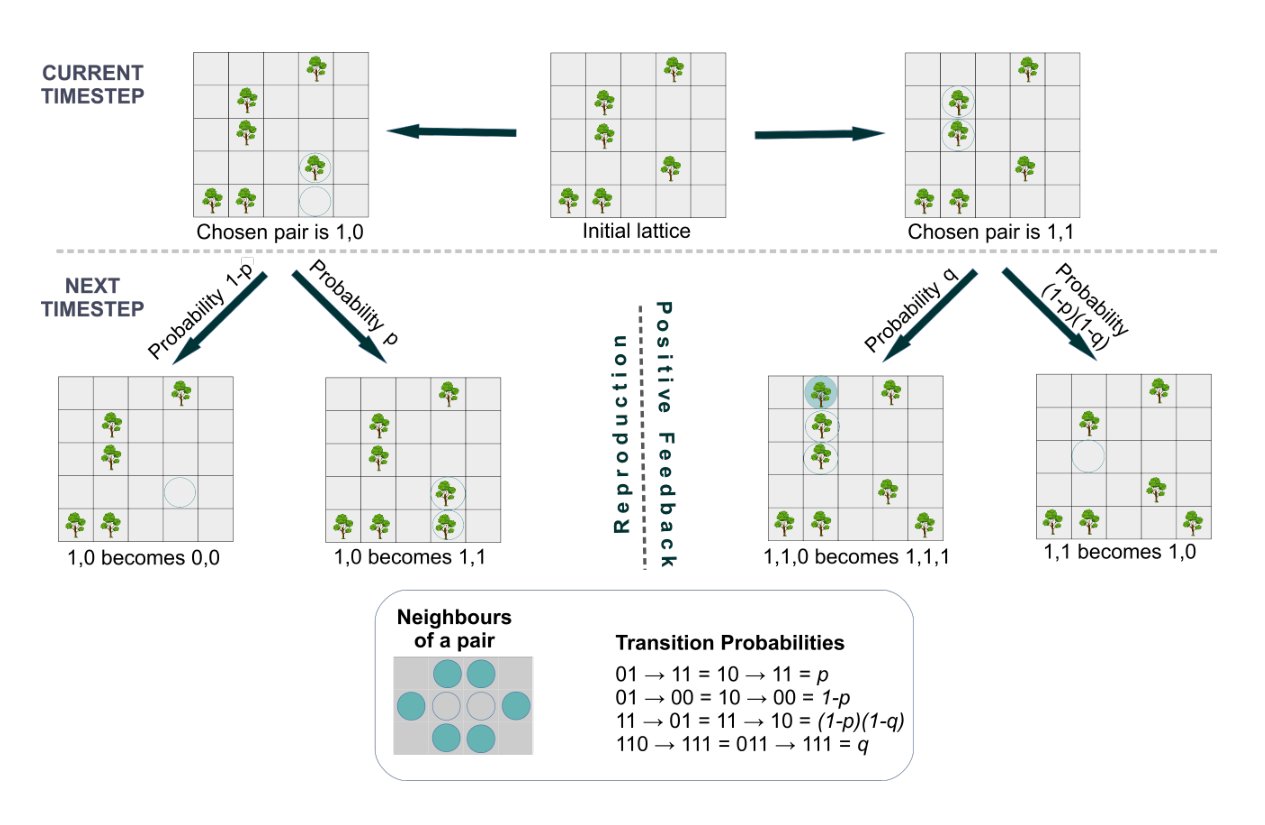 CURRENT
TIMESTEP
Chosen pair is 1,0
Initial lattice
Chosen pair is 1,1
NEXT
TIMESTEP
Probability 1-p
Probability p
Reproduction
Positive Feedback
Probability q
Probability
(1-p)(1-q)
1,0 becomes 0,0
1,0 becomes 1,1
1,1,0 becomes 1,1,1
1,1 becomes 1,0
Neighbours
of a pair
Transition Probabilities
01 → 11 = 10 → 11 = p
01 → 00 = 10 → 00 = 1-p
11 → 01 = 11 → 10 = (1-p)(1-q)
110 → 111 = 011 → 111 = q